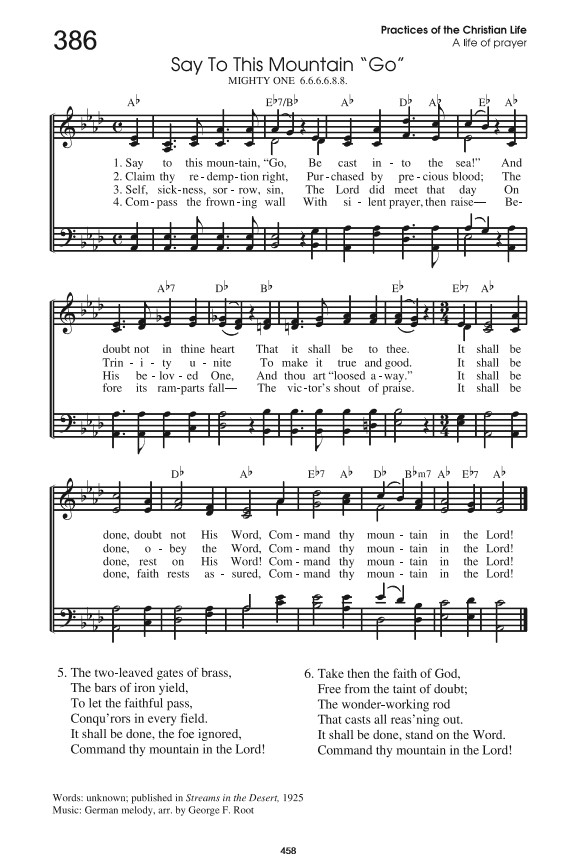 386
Practices of the Christian Life
A life of prayer
Say To This Mountain “Go”
MIGHTY ONE 6.6.6.6.8.8.
A♭ E♭7/B♭ A♭ D♭ A♭ E♭ A♭
1. Say to this moun - tain, “Go, Be cast in - to the sea!” And
2. Claim thy re - demp - tion right, Pur - chased by pre - cious blood; The
3. Self, sick - ness, sor - row, sin, The Lord did meet that day On
4. Com - pass the frown - ing wall With si - lent prayer, then raise— Be-
A♭7 D♭ B♭ E♭ E♭7 A♭
doubt not in thine heart That it shall be to thee. It shall be
Trin - i - ty u - nite To make it true and good. It shall be
His be - lov - ed One, And thou art “loosed a - way.” It shall be
fore its ram - parts fall— The vic - tor's shout of praise. It shall be
D♭ A♭ E♭7 A♭ D♭ B♭m7 A♭ E♭7 A♭
done, doubt not His Word, Com - mand thy moun - tain in the Lord!
done, o - bey the Word, Com - mand thy moun - tain in the Lord!
done, rest on His Word! Com - mand thy moun - tain in the Lord!
done, faith rests as - sured, Com - mand thy moun - tain in the Lord!
5. The two-leaved gates of brass,
The bars of iron yield,
To let the faithful pass,
Conqu'rors in every field.
It shall be done, the foe ignored,
Command thy mountain in the Lord!
6. Take then the faith of God,
Free from the taint of doubt;
The wonder-working rod
That casts all reas'ning out.
It shall be done, stand on the Word.
Command thy mountain in the Lord!
Words: unknown; published in Streams in the Desert, 1925
Music: German melody, arr. by George F. Root
458